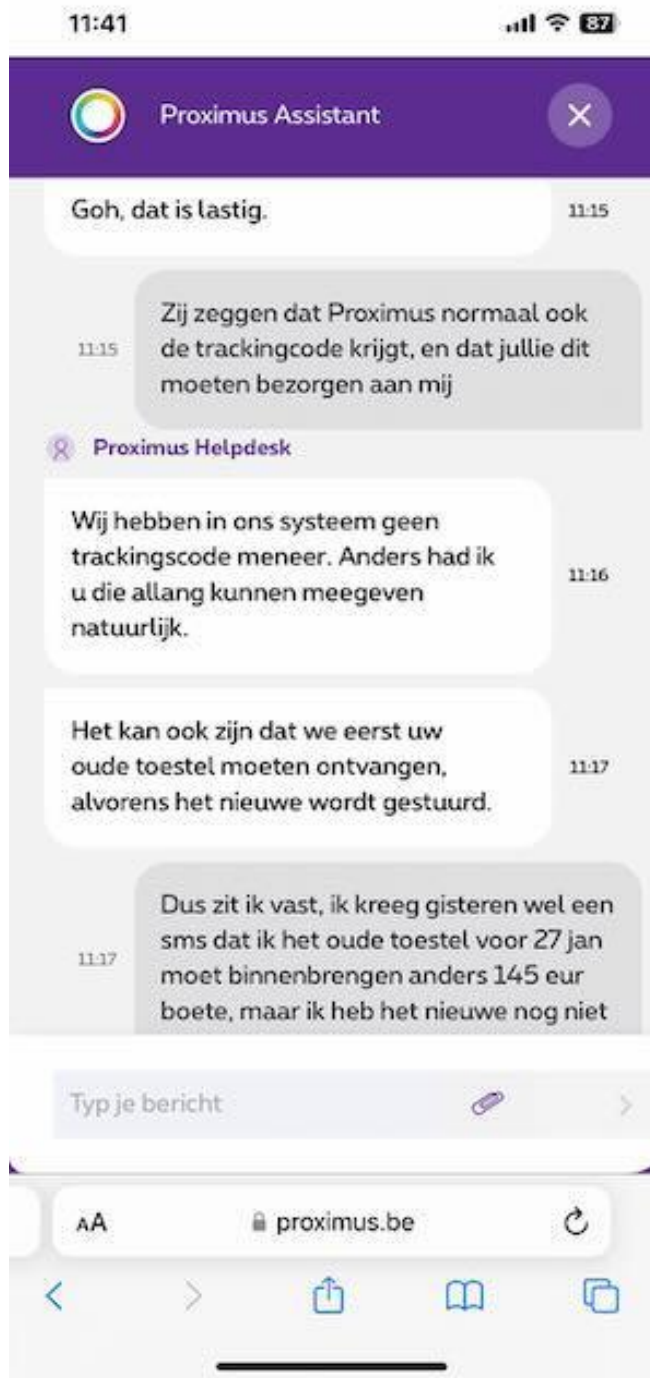 11:41
87
Proximus Assistant
Goh, dat is lastig.
11:15
Zij zeggen dat Proximus normaal ook
de trackingcode krijgt, en dat jullie dit
moeten bezorgen aan mij
11:15
Proximus Helpdesk
Wij hebben in ons systeem geen
trackingscode meneer. Anders had ik
u die allang kunnen meegeven
natuurlijk.
11:16
Het kan ook zijn dat we eerst uw
oude toestel moeten ontvangen,
alvorens het nieuwe wordt gestuurd.
11:17
Dus zit ik vast, ik kreeg gisteren wel een
sms dat ik het oude toestel voor 27 jan
moet binnenbrengen anders 145 eur
boete, maar ik heb het nieuwe nog niet
11:17
Typ je bericht
AA
proximus.be